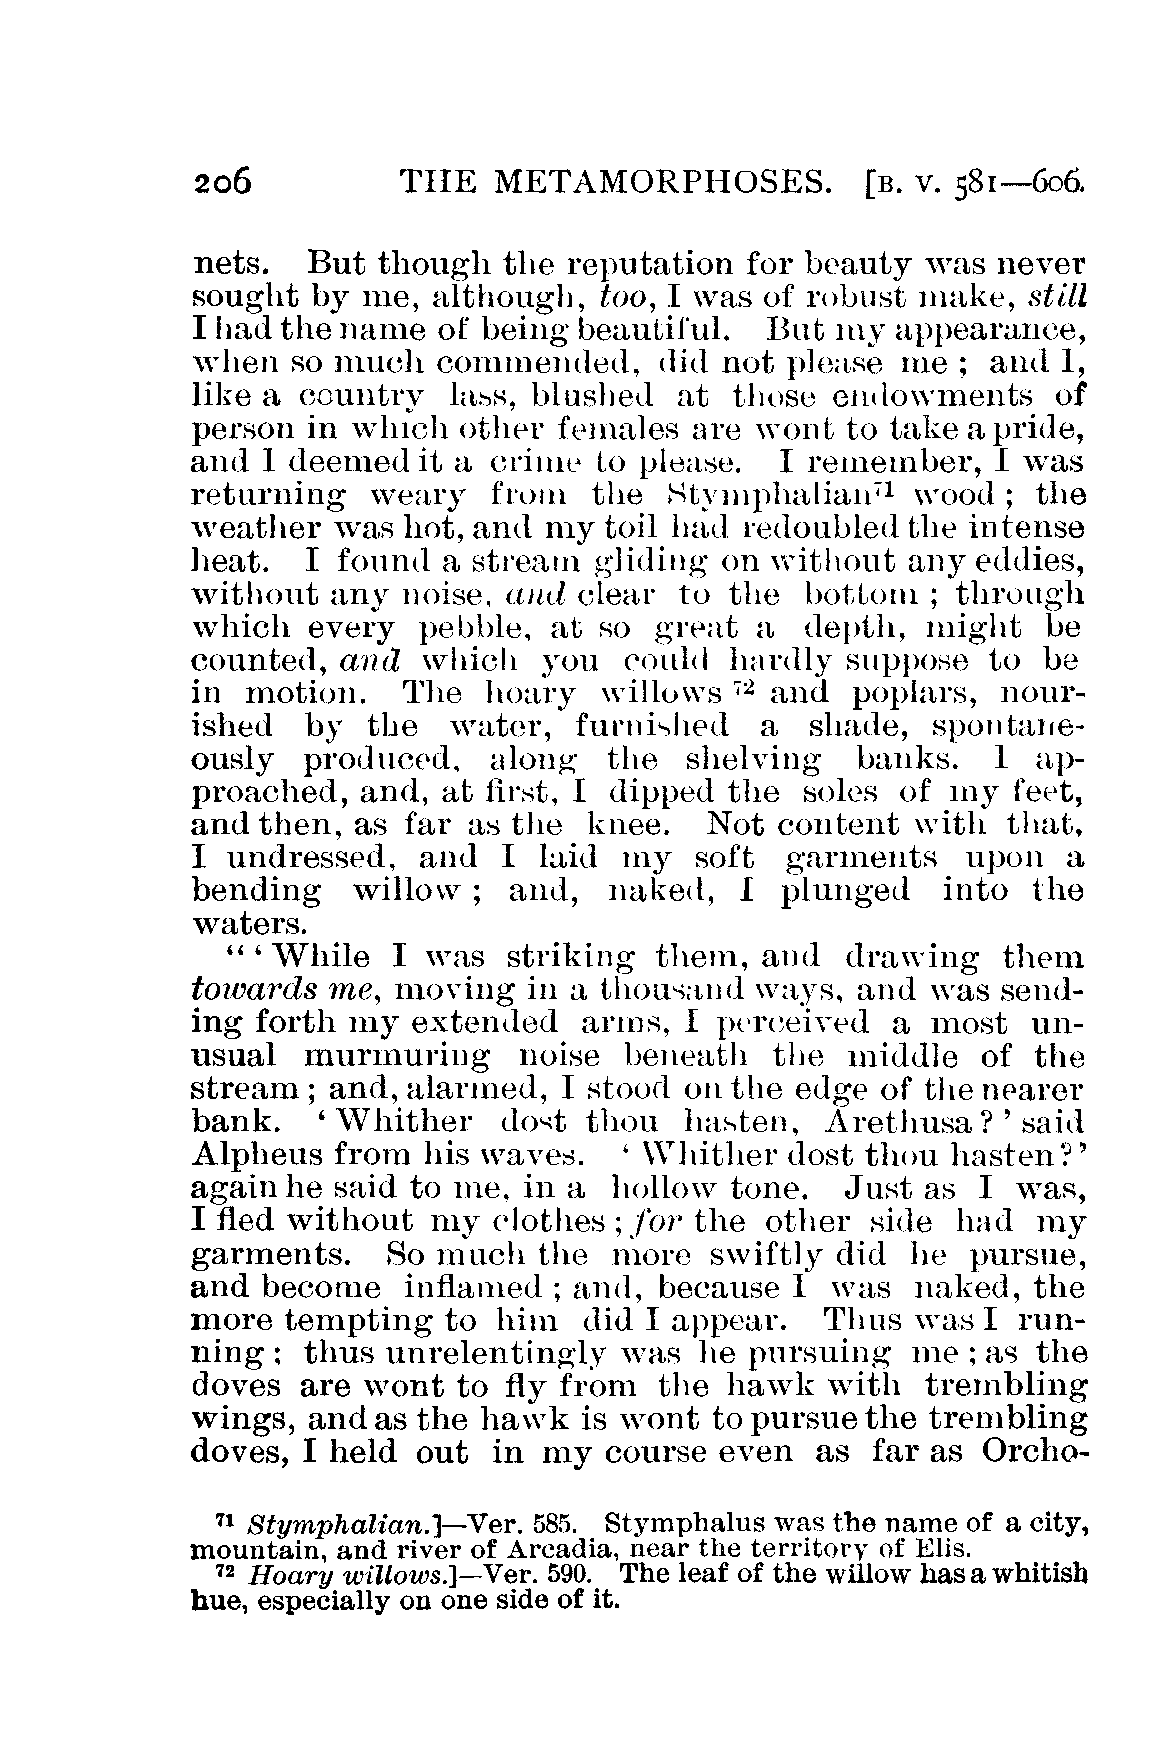 206 THE METAMORPHOSES. [B. V. 581—606.
nets. But though the reputation for beauty was never
sought by me, although, too, I was of robust make, still
I had the name of being beautiful. But my appearance,
when so much commended, did not please me ; and I,
like a country lass, blushed at those endowments of
person in which other females are wont to take a pride,
and I deemed it a crime to please. I remember, I was
returning weary from the Stymphalian⁷¹ wood ; the
weather was hot, and my toil had redoubled the intense
heat. I found a stream gliding on without any eddies,
without any noise, and clear to the bottom ; through
which every pebble, at so great a depth, might be
counted, and which you could hardly suppose to be
in motion. The hoary willows ⁷² and poplars, nour-
ished by the water, furnished a shade, spontane-
ously produced, along the shelving banks. I ap-
proached, and, at first, I dipped the soles of my feet,
and then, as far as the knee. Not content with that,
I undressed, and I laid my soft garments upon a
bending willow ; and, naked, I plunged into the
waters.
“ ‘ While I was striking them, and drawing them
towards me, moving in a thousand ways, and was send-
ing forth my extended arms, I perceived a most un-
usual murmuring noise beneath the middle of the
stream ; and, alarmed, I stood on the edge of the nearer
bank. ‘ Whither dost thou hasten, Arethusa ? ’ said
Alpheus from his waves. ‘ Whither dost thou hasten ? ’
again he said to me, in a hollow tone. Just as I was,
I fled without my clothes ; for the other side had my
garments. So much the more swiftly did he pursue,
and become inflamed ; and, because I was naked, the
more tempting to him did I appear. Thus was I run-
ning ; thus unrelentingly was he pursuing me ; as the
doves are wont to fly from the hawk with trembling
wings, and as the hawk is wont to pursue the trembling
doves, I held out in my course even as far as Orcho-
⁷¹ Stymphalian.]—Ver. 585. Stymphalus was the name of a city,
mountain, and river of Arcadia, near the territory of Elis.
⁷² Hoary willows.]—Ver. 590. The leaf of the willow has a whitish
hue, especially on one side of it.